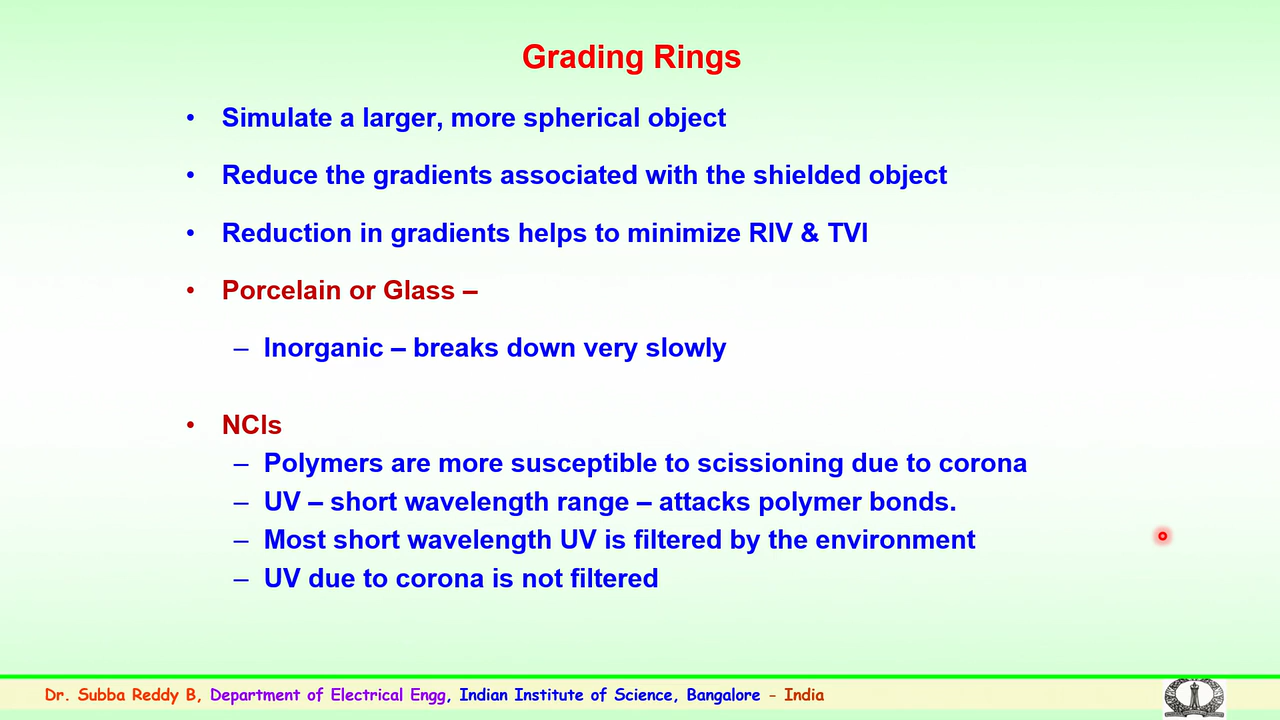 Grading Rings
• Simulate a larger, more spherical object
• Reduce the gradients associated with the shielded object
• Reduction in gradients helps to minimize RIV & TVI
• Porcelain or Glass –
– Inorganic – breaks down very slowly
• NCIs
– Polymers are more susceptible to scissioning due to corona
– UV – short wavelength range – attacks polymer bonds.
– Most short wavelength UV is filtered by the environment
– UV due to corona is not filtered
Dr. Subba Reddy B, Department of Electrical Engg, Indian Institute of Science, Bangalore - India